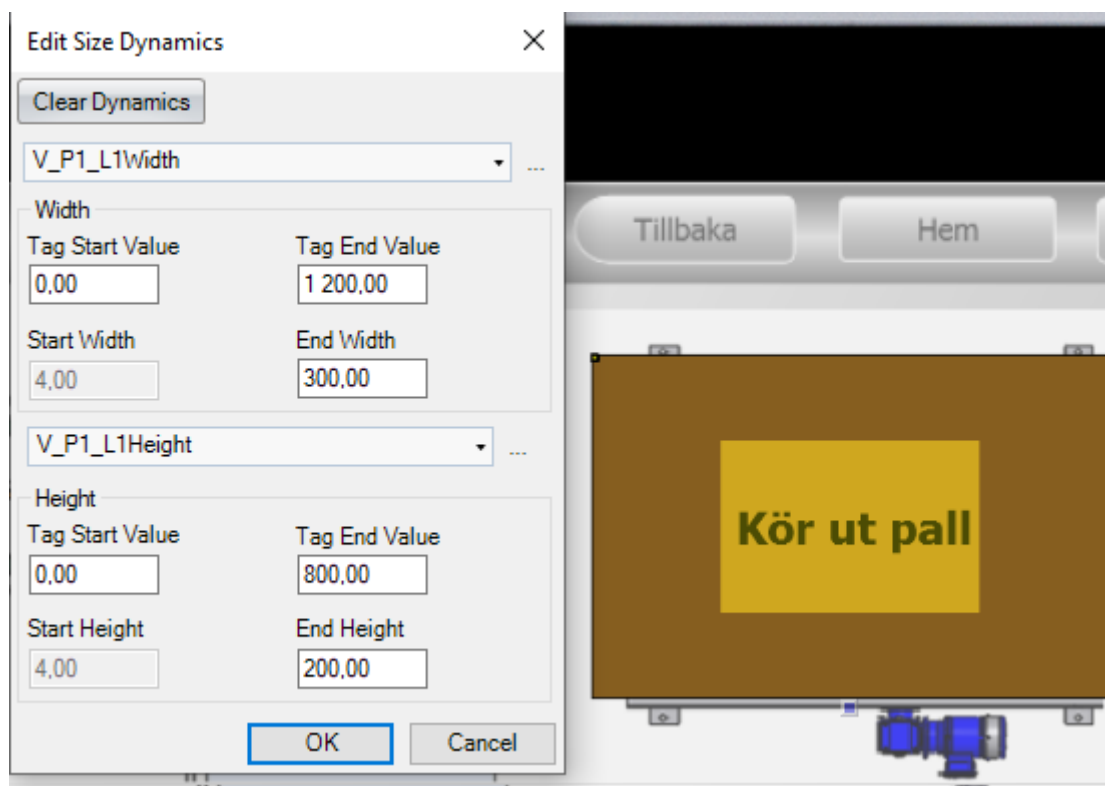 Edit Size Dynamics
Clear Dynamics
V_P1_L1Width
...
Width
Tag Start Value Tag End Value
0,00 1 200,00
Start Width End Width
4,00 300,00
V_P1_L1Height
...
Height
Tag Start Value Tag End Value
0,00 800,00
Start Height End Height
4,00 200,00
OK Cancel
Tillbaka Hem
Kör ut pall